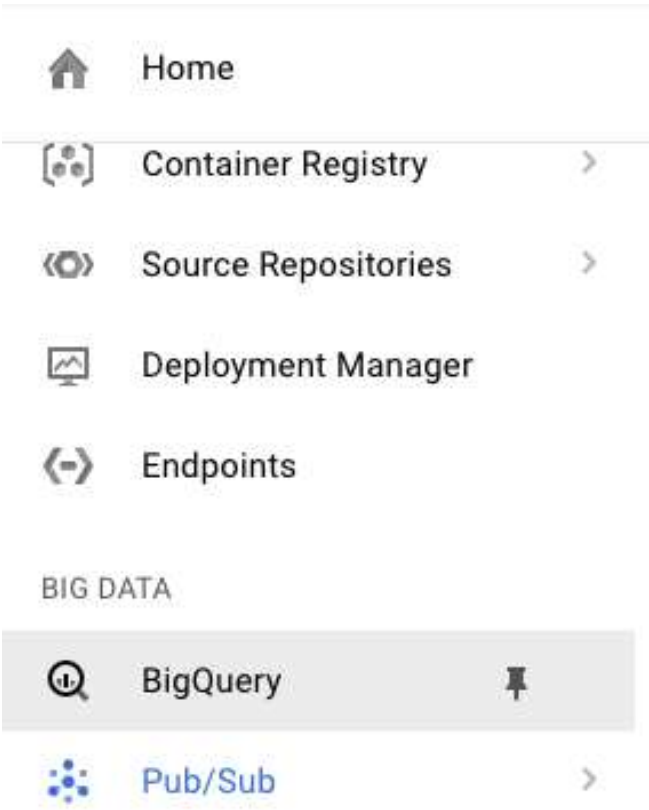 Home
Container Registry
Source Repositories
Deployment Manager
Endpoints
BIG DATA
BigQuery
Pub/Sub